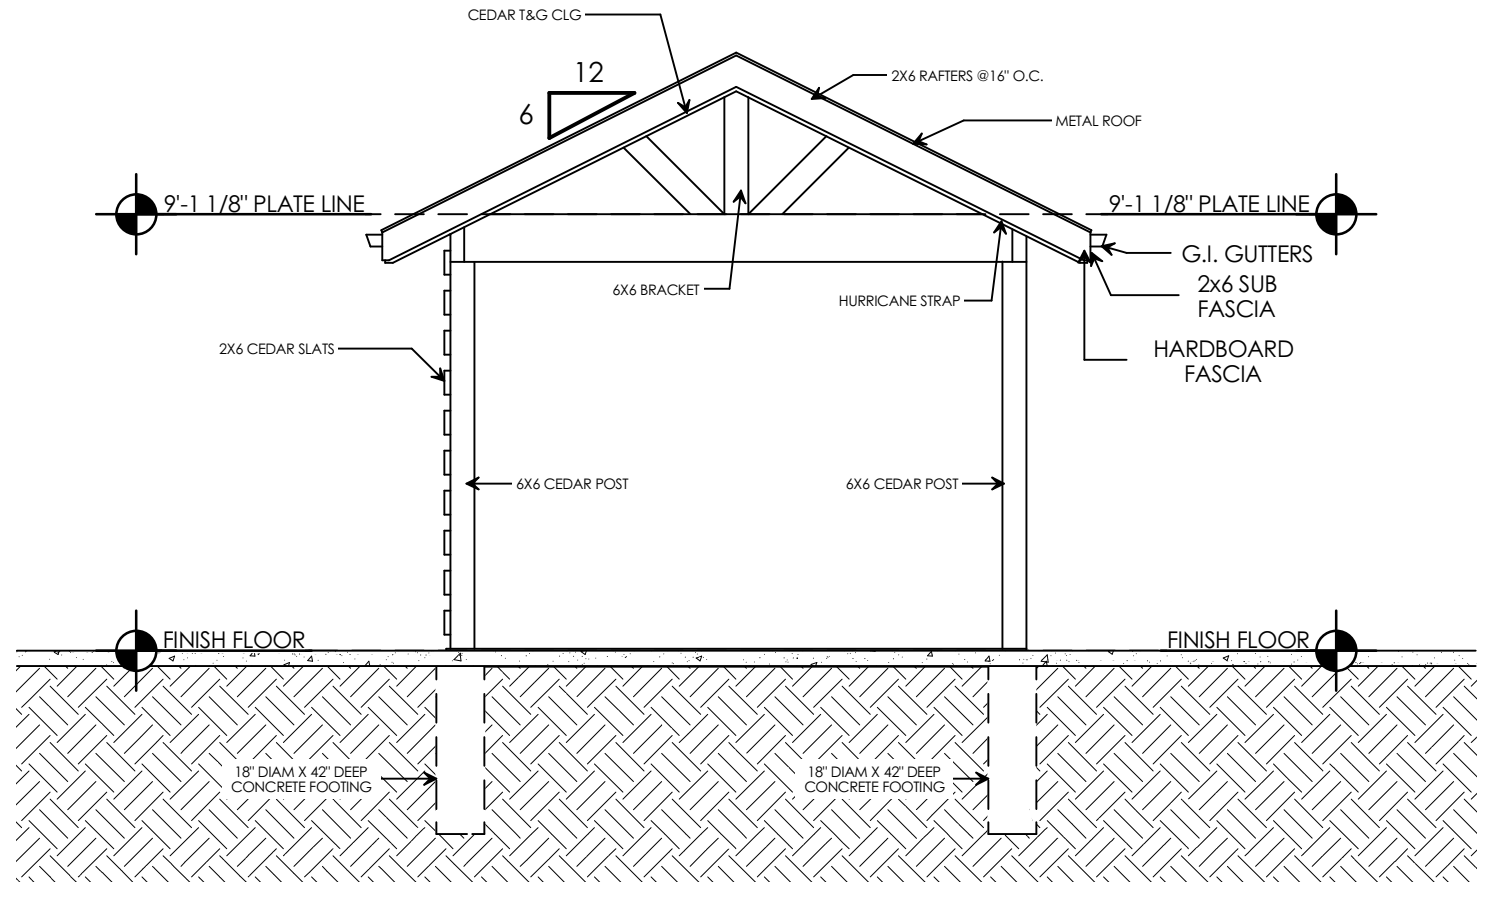 CEDAR T&G CLG
12
6
2X6 RAFTERS @16" O.C.
METAL ROOF
9'-1 1/8" PLATE LINE
9'-1 1/8" PLATE LINE
G.I. GUTTERS
2x6 SUB
FASCIA
6X6 BRACKET
HURRICANE STRAP
2X6 CEDAR SLATS
HARDBOARD
FASCIA
6X6 CEDAR POST
6X6 CEDAR POST
FINISH FLOOR
FINISH FLOOR
18" DIAM X 42" DEEP
CONCRETE FOOTING
18" DIAM X 42" DEEP
CONCRETE FOOTING